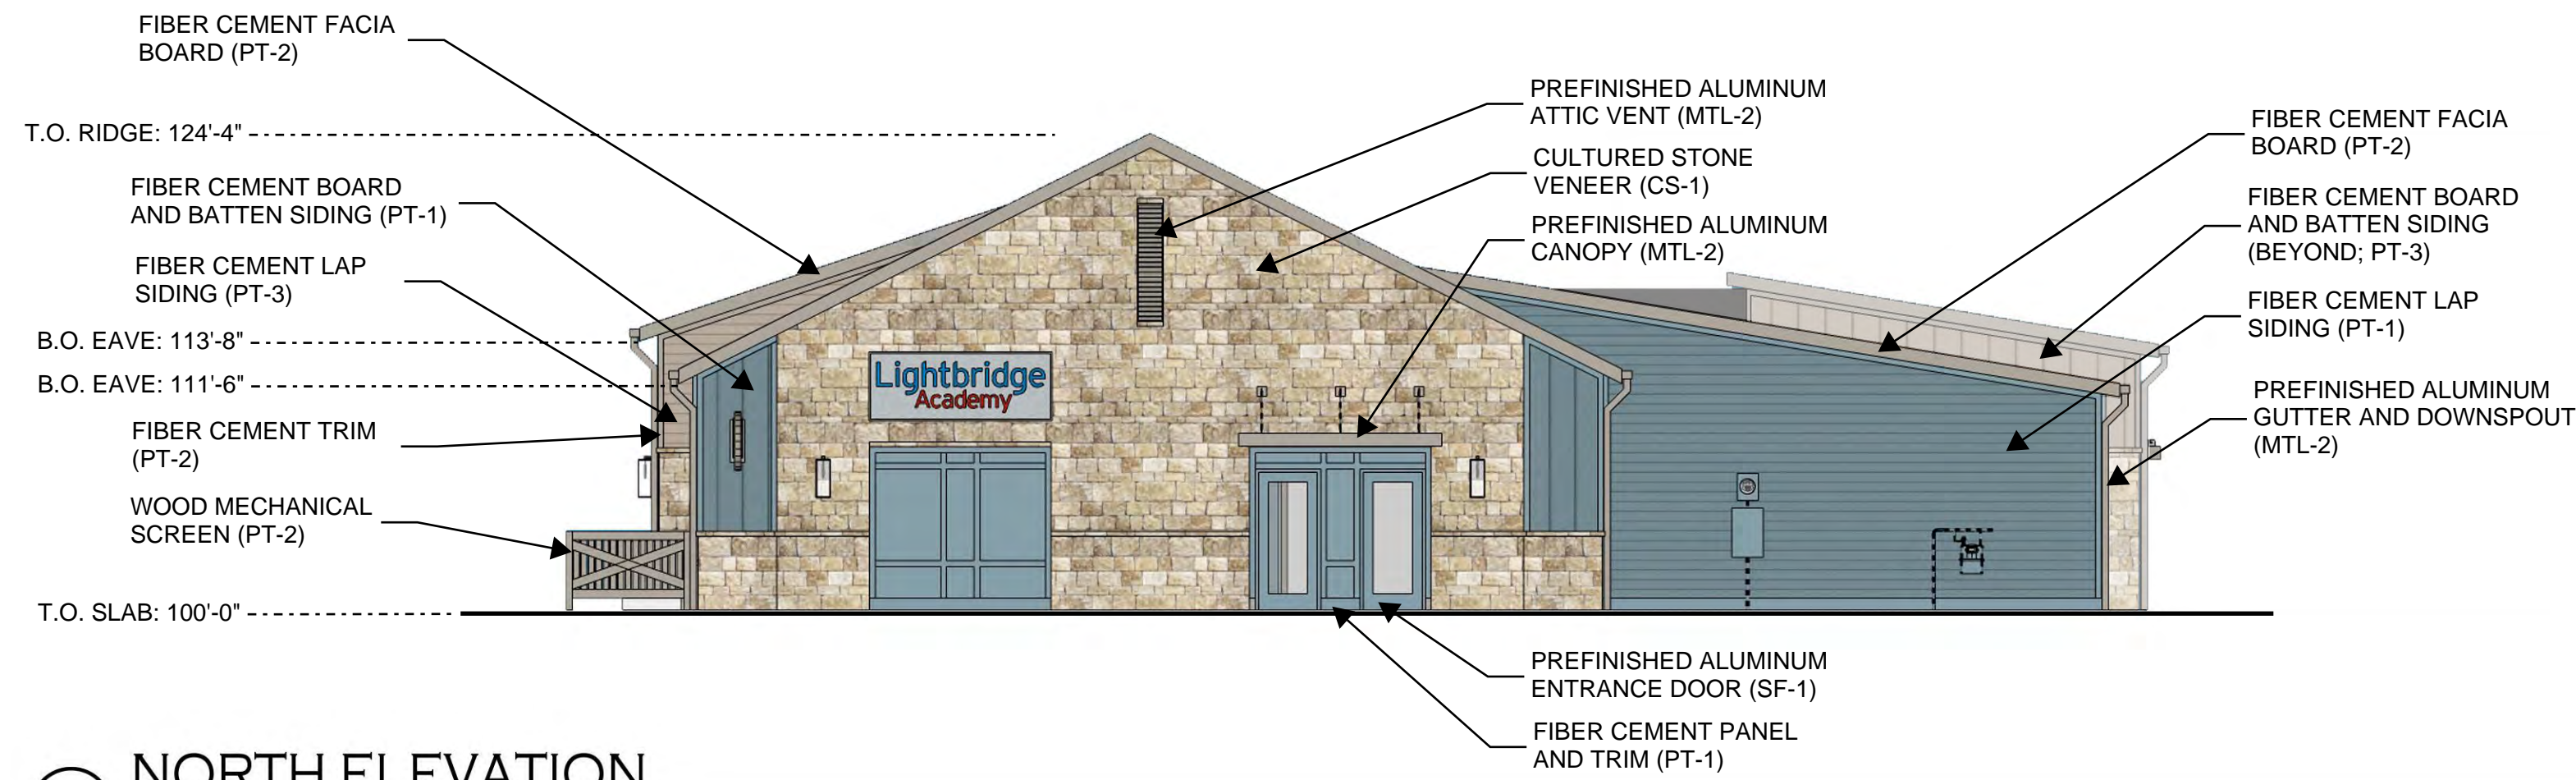 FIBER CEMENT FACIA
BOARD (PT-2)
T.O. RIDGE: 124'-4"
FIBER CEMENT BOARD
AND BATTEN SIDING (PT-1)
FIBER CEMENT LAP
SIDING (PT-3)
B.O. EAVE: 113'-8"
B.O. EAVE: 111'-6"
FIBER CEMENT TRIM
(PT-2)
WOOD MECHANICAL
SCREEN (PT-2)
T.O. SLAB: 100'-0"
Lightbridge
Academy
PREFINISHED ALUMINUM
ATTIC VENT (MTL-2)
CULTURED STONE
VENEER (CS-1)
PREFINISHED ALUMINUM
CANOPY (MTL-2)
FIBER CEMENT FACIA
BOARD (PT-2)
FIBER CEMENT BOARD
AND BATTEN SIDING
(BEYOND; PT-3)
FIBER CEMENT LAP
SIDING (PT-1)
PREFINISHED ALUMINUM
GUTTER AND DOWNSPOUT
(MTL-2)
PREFINISHED ALUMINUM
ENTRANCE DOOR (SF-1)
FIBER CEMENT PANEL
AND TRIM (PT-1)
NORTH ELEVATION